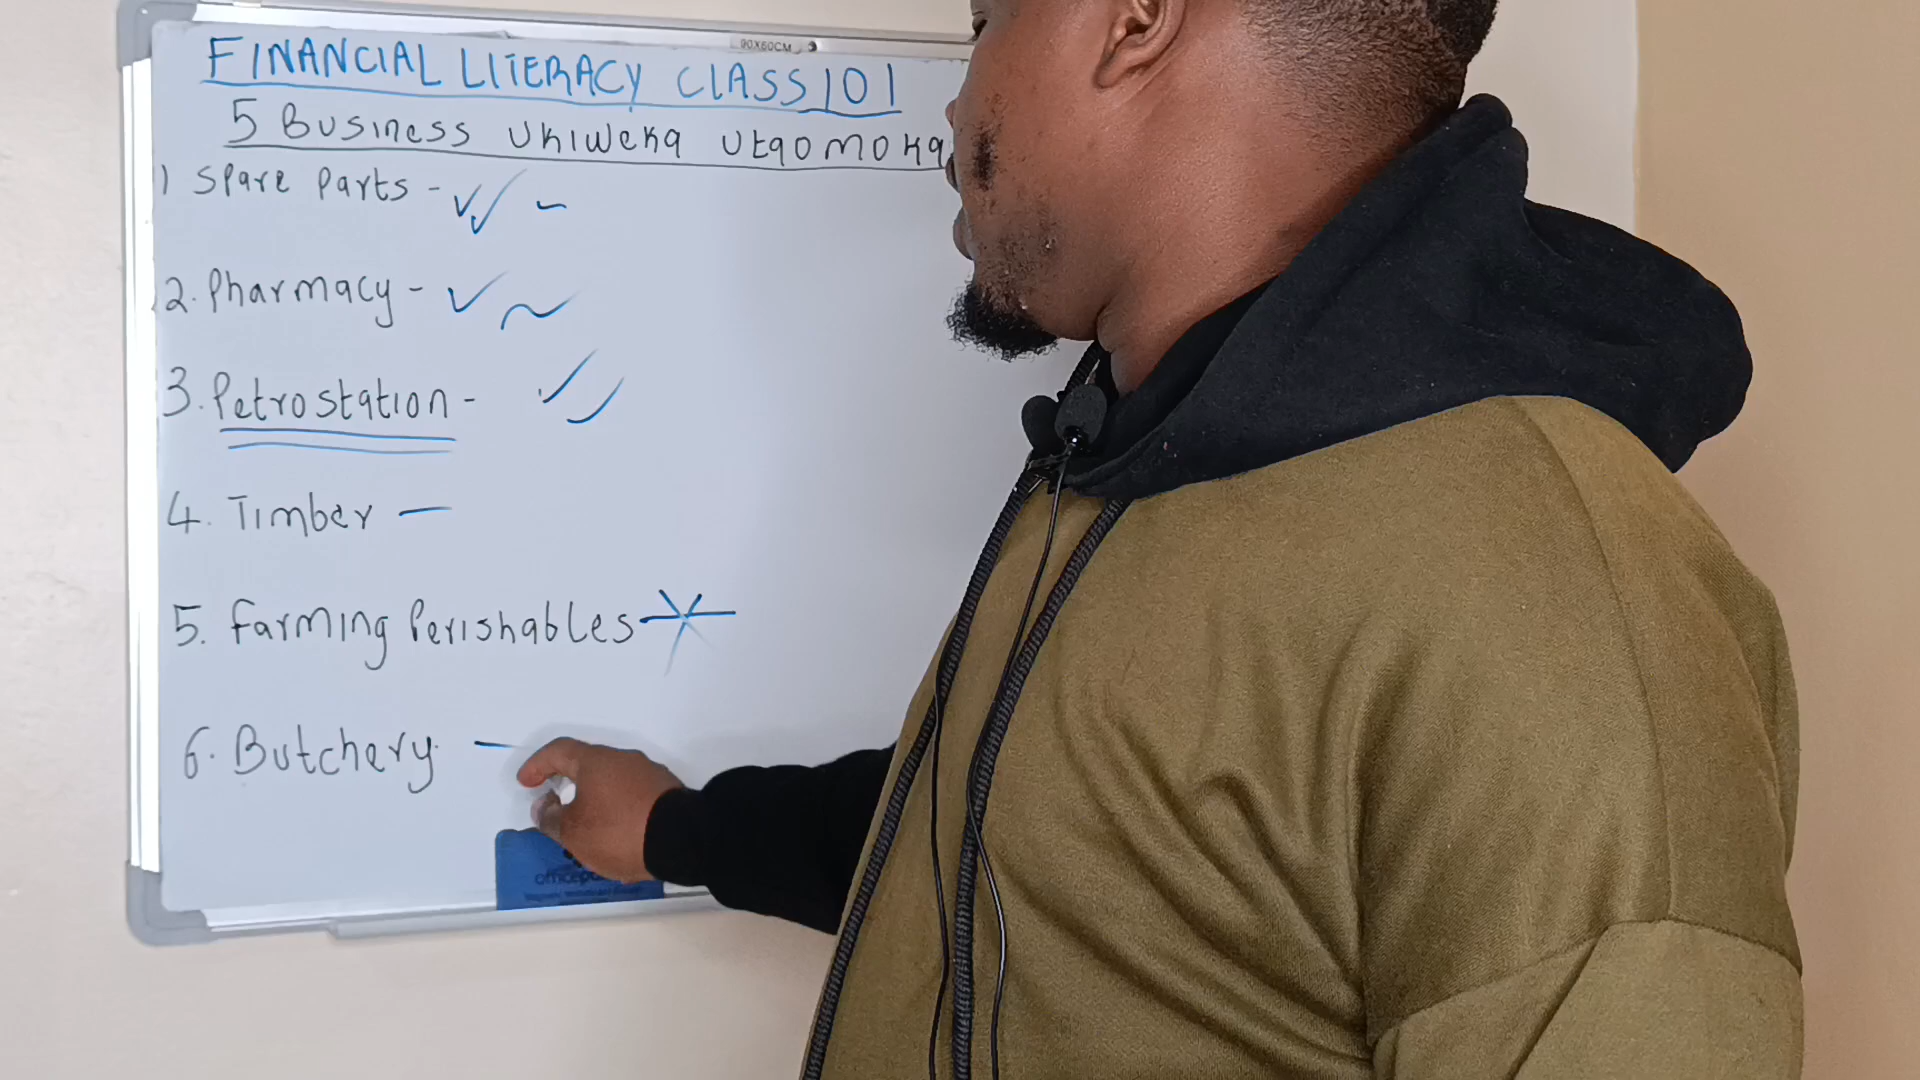 90X60CM
FINANCIAL LITERACY CLASS 101
5 Business Ukiweka Utaomoka
1 Spare Parts -
2. Pharmacy -
3. Petrostation -
4. Timber -
5. Farming Perishables -
6. Butchery -